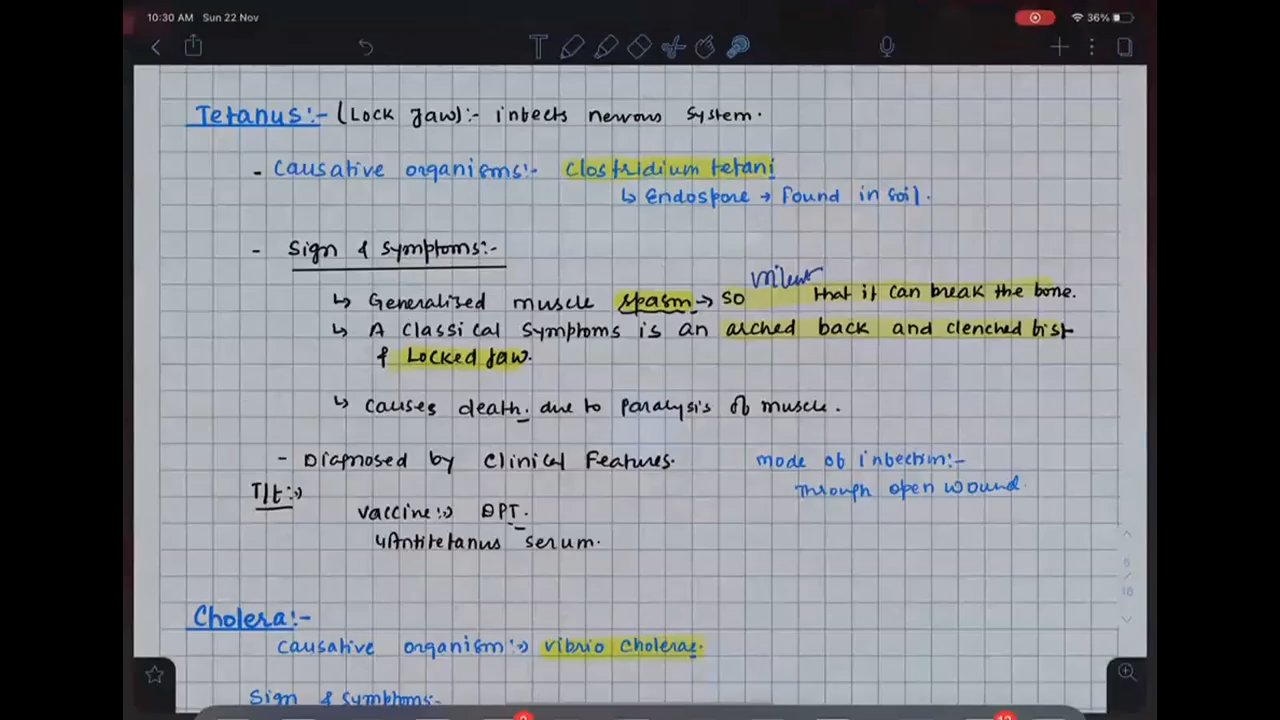 10:30 AM Sun 22 Nov
36%
Tetanus:- (Lock Jaw):- infects nervous system.
- Causative organisms:- Clostridium tetani
↳ Endospore → Found in soil.
- Sign & symptoms:-
↳ Generalised muscle spasm → so violent that it can break the bone.
↳ A classical symptoms is an arched back and clenched fist
& Locked Jaw.
↳ causes death. due to paralysis of muscle.
- Diagnosed by clinical Features.
mode of infection:-
Through open wound.
T/t:→
vaccine:→ DPT.
↳ Antitetanus serum.
5
/
18
Cholera:-
causative organism:→ vibrio cholerae.
Sign & symptoms.